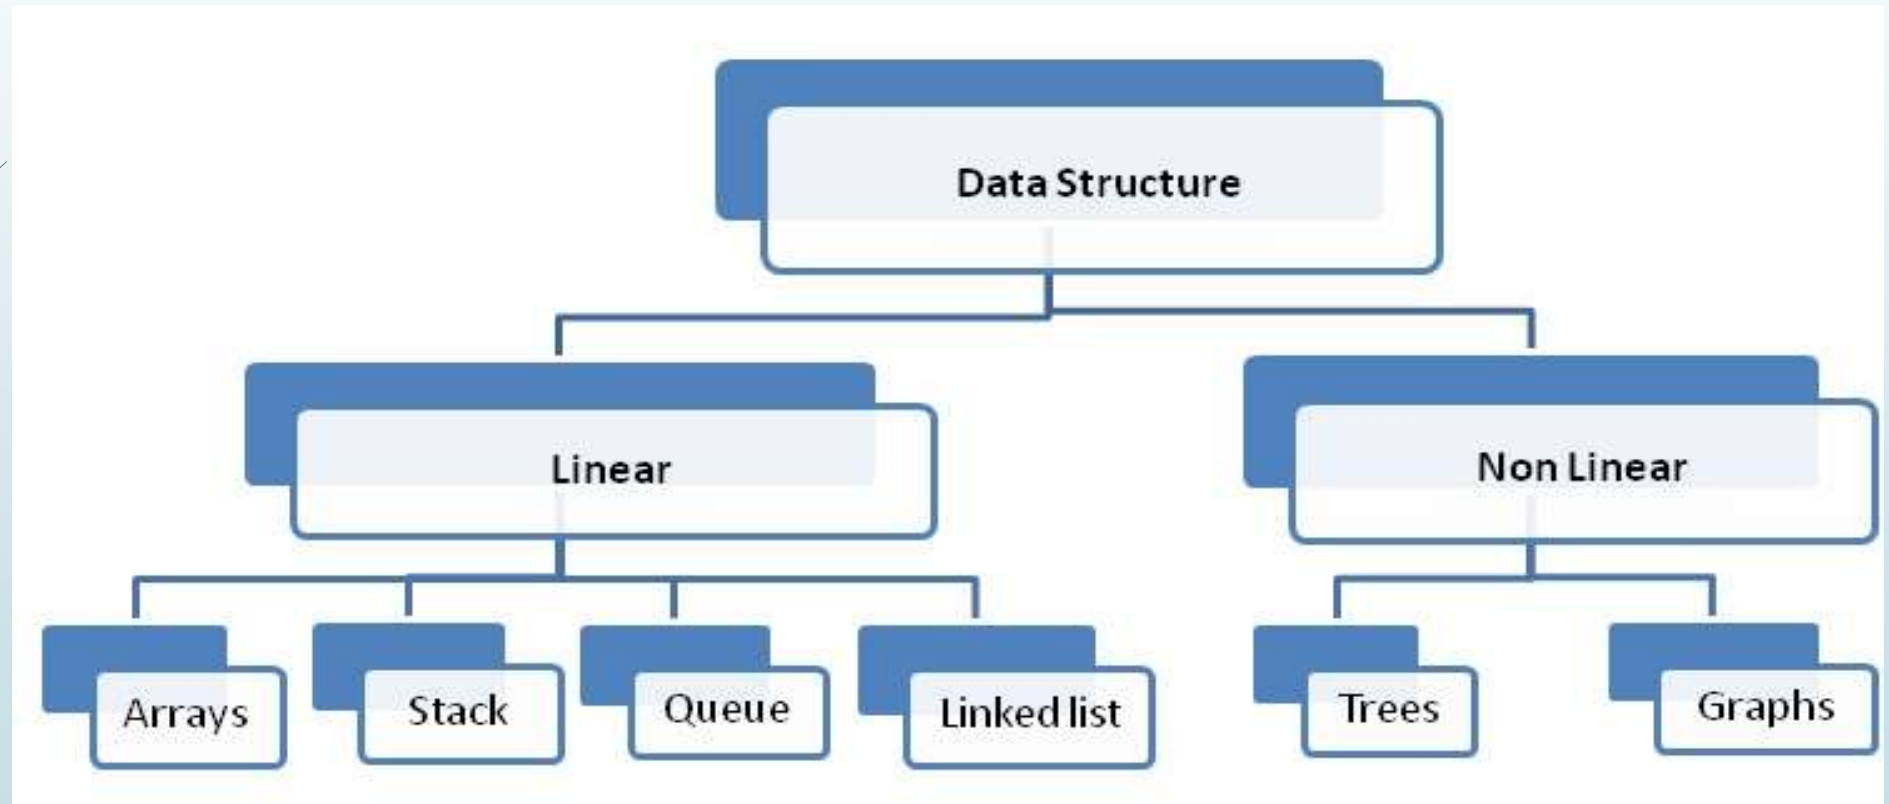 Data Structure
Linear
Non Linear
Arrays
Stack
Queue
Linked list
Trees
Graphs